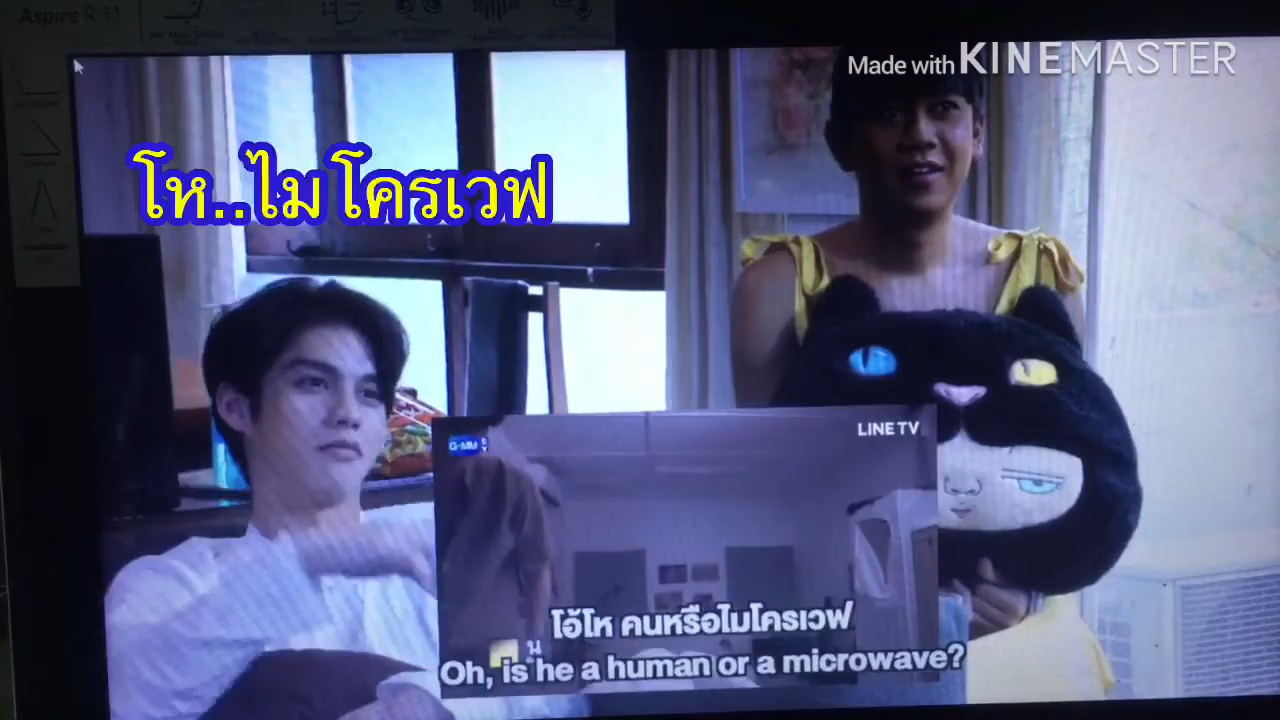 Aspire R 11
Made with KINEMASTER
โห..ไมโครเวฟ
G-MM
LINE TV
โอ้โห คนหรือไมโครเวฟ
Oh, is he a human or a microwave?